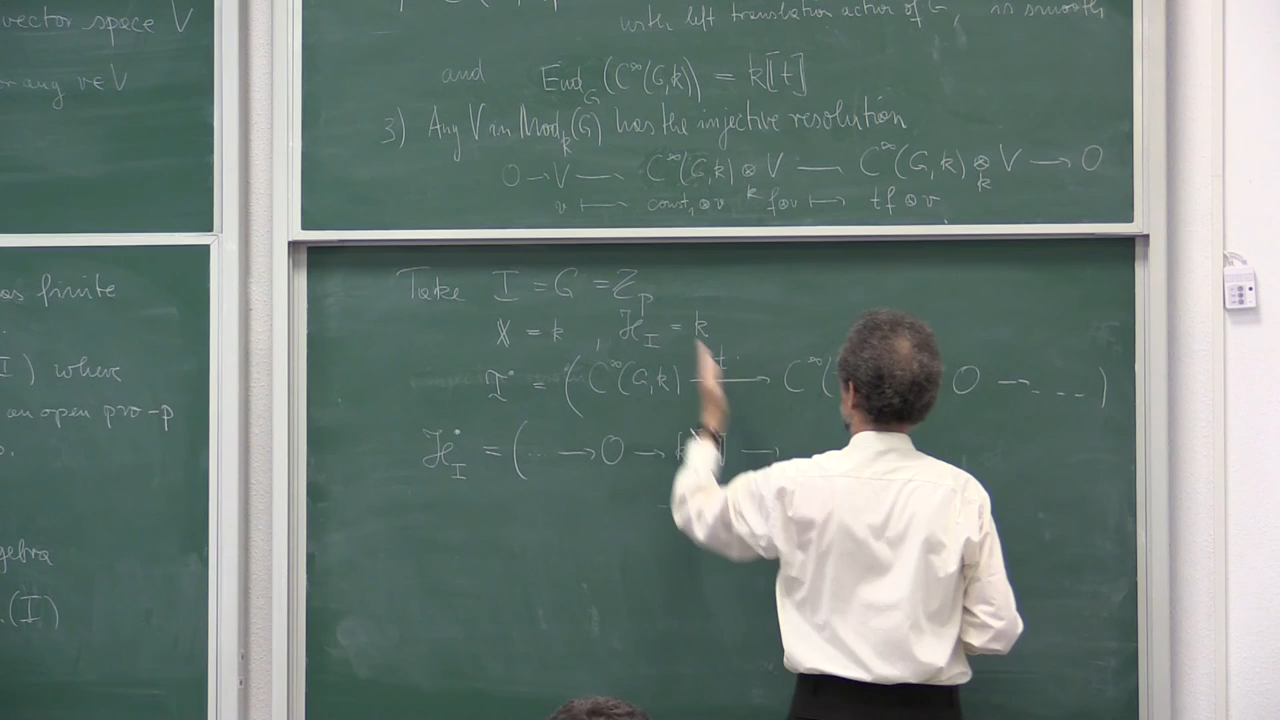 vector space V
or any v∈V
as finite
I) where
an open pro-p
gebra
.(I)
with left translation action of G, is smooth
and End_G (C^∞(G,k)) = k[[t]]
3) Any V in Mod_k(G) has the injective resolution
0 → V ⟶ C^∞(G,k) ⊗_k V ⟶ C^∞(G,k) ⊗_k V → 0
v ⟼ const_1 ⊗ v f⊗v ⟼ tf⊗v
Take I = G = ℤ_p
X = k , H_I = k
I^• = ( C^∞(G,k) —t→ C^∞( 0 → ... )
H_I^• = ( ... → 0 →